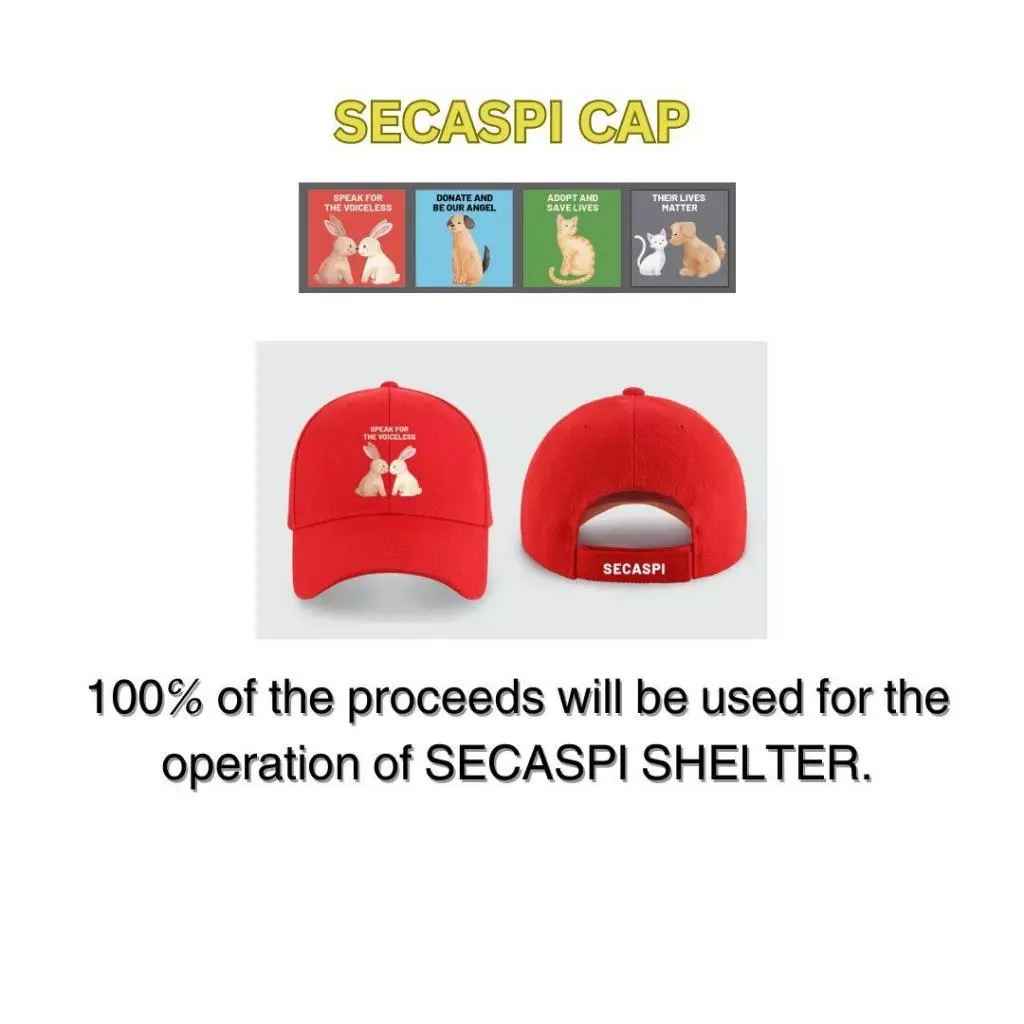 SECASPI CAP
SPEAK FOR
THE VOICELESS
DONATE AND
BE OUR ANGEL
ADOPT AND
SAVE LIVES
THEIR LIVES
MATTER
SPEAK FOR
THE VOICELESS
SECASPI
100% of the proceeds will be used for the
operation of SECASPI SHELTER.